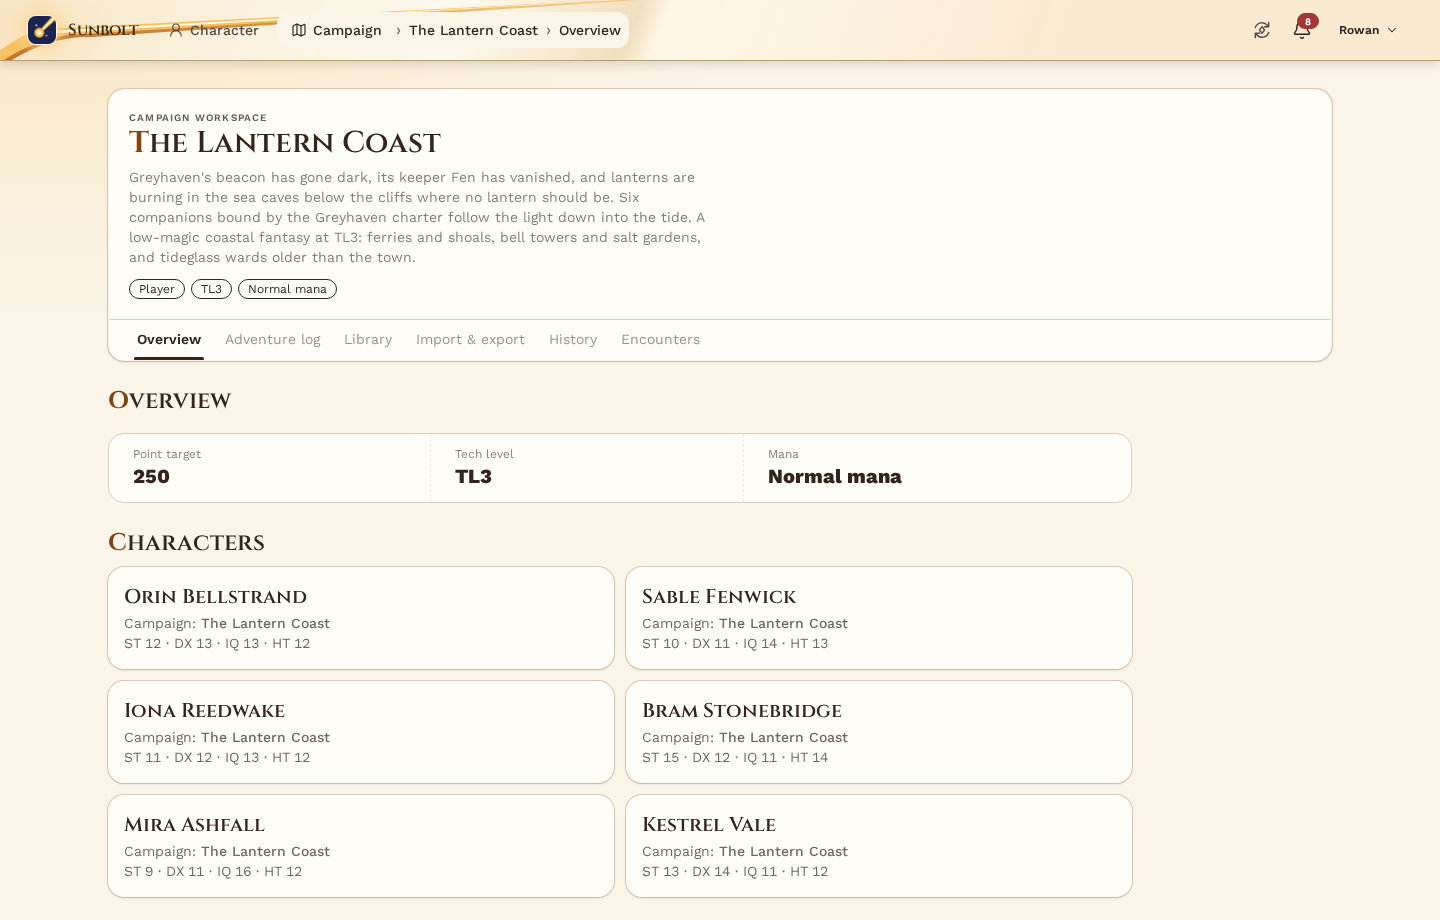 Sunbolt
Character
Campaign › The Lantern Coast › Overview
8
Rowan
CAMPAIGN WORKSPACE
The Lantern Coast
Greyhaven's beacon has gone dark, its keeper Fen has vanished, and lanterns are
burning in the sea caves below the cliffs where no lantern should be. Six
companions bound by the Greyhaven charter follow the light down into the tide. A
low-magic coastal fantasy at TL3: ferries and shoals, bell towers and salt gardens,
and tideglass wards older than the town.
Player TL3 Normal mana
Overview Adventure log Library Import & export History Encounters
Overview
Point target
250
Tech level
TL3
Mana
Normal mana
Characters
Orin Bellstrand
Campaign: The Lantern Coast
ST 12 · DX 13 · IQ 13 · HT 12
Sable Fenwick
Campaign: The Lantern Coast
ST 10 · DX 11 · IQ 14 · HT 13
Iona Reedwake
Campaign: The Lantern Coast
ST 11 · DX 12 · IQ 13 · HT 12
Bram Stonebridge
Campaign: The Lantern Coast
ST 15 · DX 12 · IQ 11 · HT 14
Mira Ashfall
Campaign: The Lantern Coast
ST 9 · DX 11 · IQ 16 · HT 12
Kestrel Vale
Campaign: The Lantern Coast
ST 13 · DX 14 · IQ 11 · HT 12